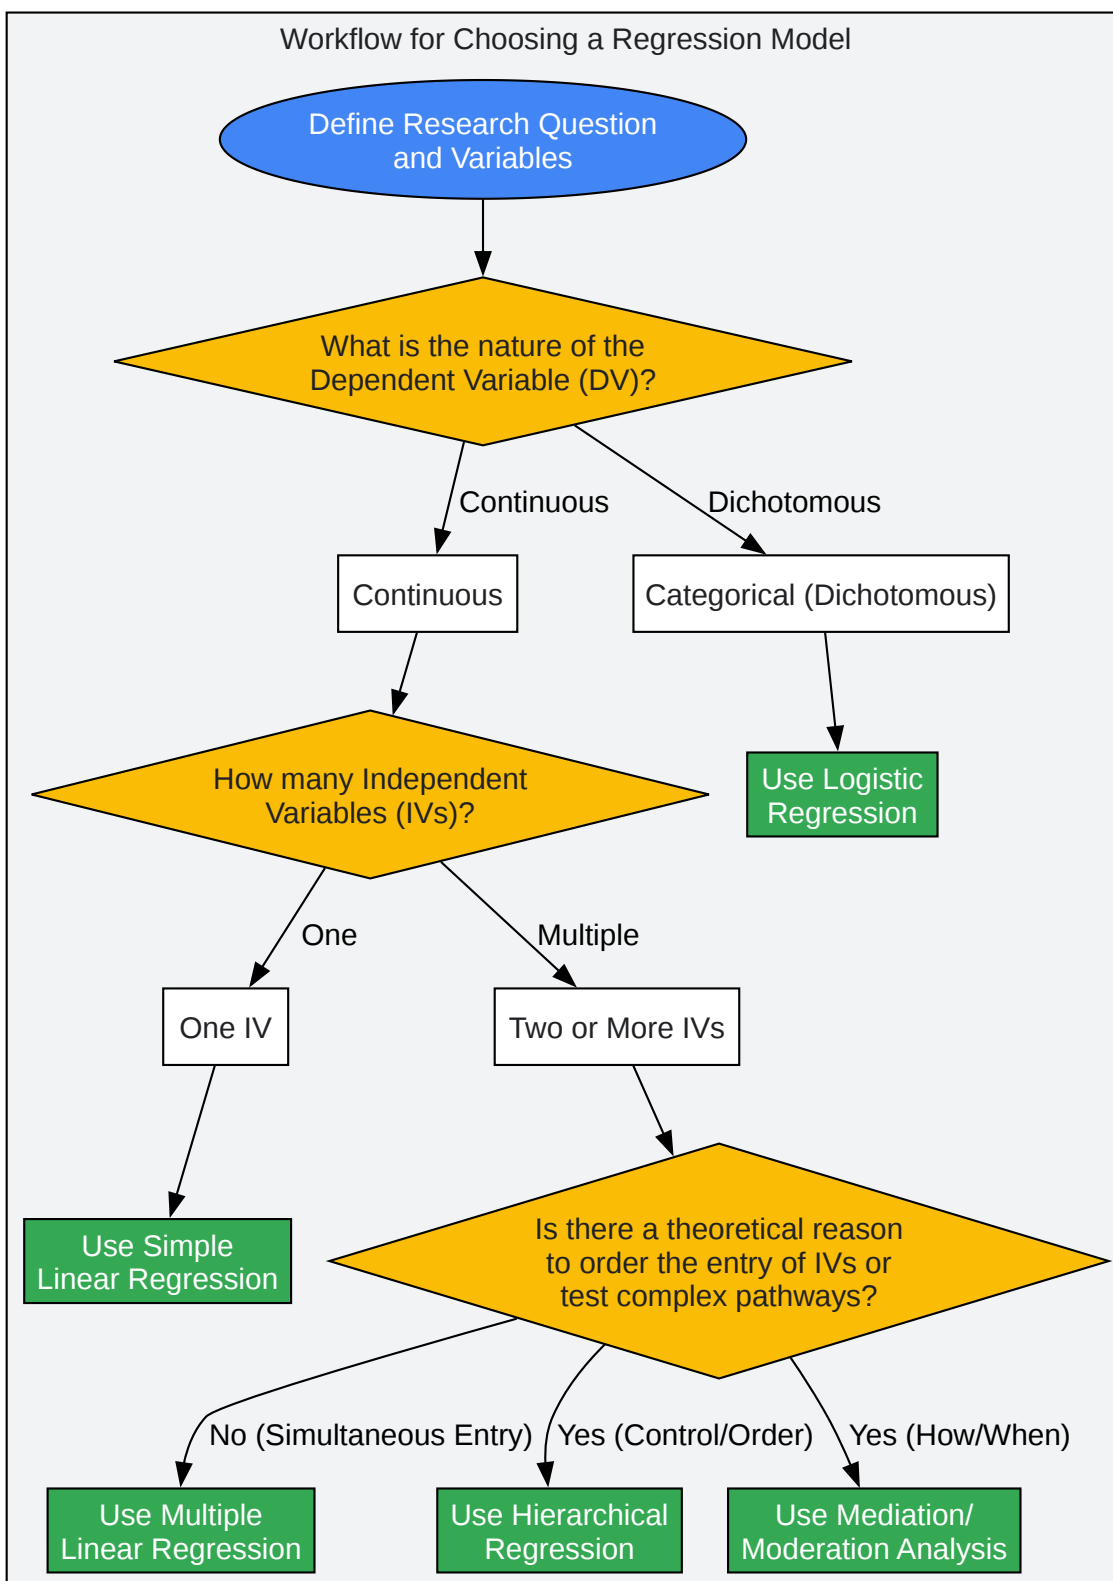 Workflow for Choosing a Regression Model
Define Research Question
and Variables
What is the nature of the
Dependent Variable (DV)?
Continuous
Dichotomous
Continuous
Categorical (Dichotomous)
How many Independent
Variables (IVs)?
Use Logistic
Regression
One
Multiple
One IV
Two or More IVs
Use Simple
Linear Regression
Is there a theoretical reason
to order the entry of IVs or
test complex pathways?
No (Simultaneous Entry)
Yes (Control/Order)
Yes (How/When)
Use Multiple
Linear Regression
Use Hierarchical
Regression
Use Mediation/
Moderation Analysis